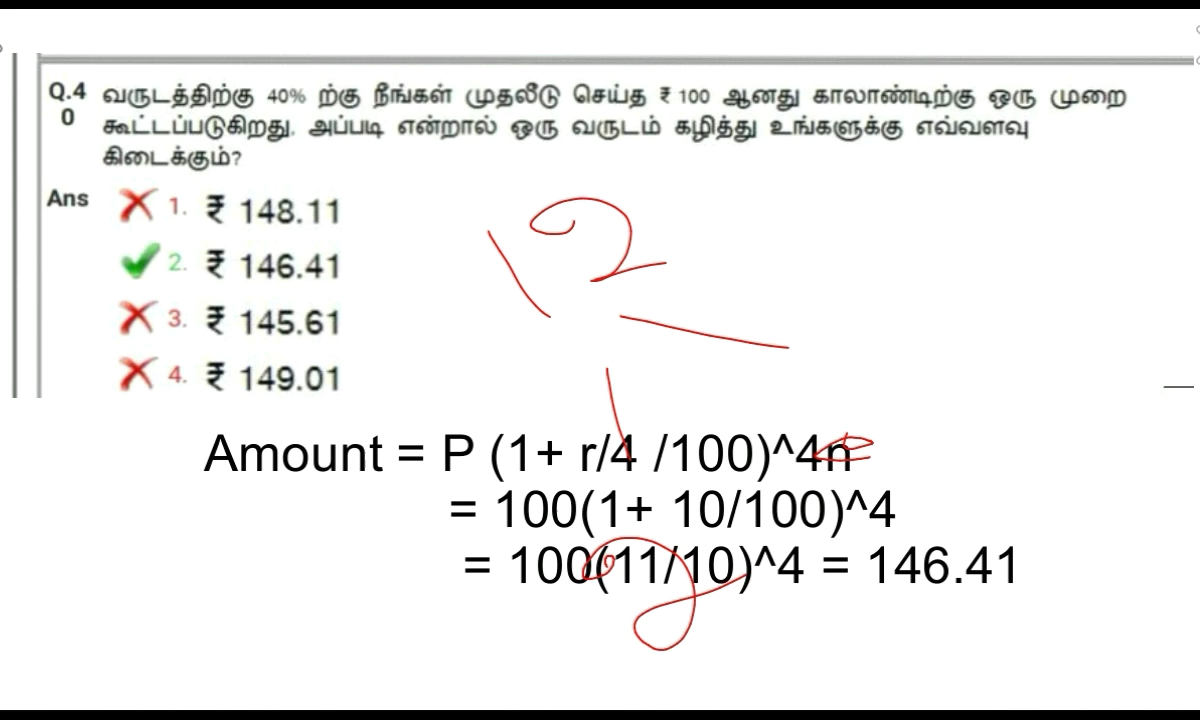 Q.4 வருடத்திற்கு 40% ற்கு நீங்கள் முதலீடு செய்த ₹ 100 ஆனது காலாண்டிற்கு ஒரு முறை
0 கூட்டப்படுகிறது. அப்படி என்றால் ஒரு வருடம் கழித்து உங்களுக்கு எவ்வளவு
கிடைக்கும்?
Ans 1. ₹ 148.11
2. ₹ 146.41
3. ₹ 145.61
4. ₹ 149.01
Amount = P (1+ r/4 /100)^4n
= 100(1+ 10/100)^4
= 100(11/10)^4 = 146.41